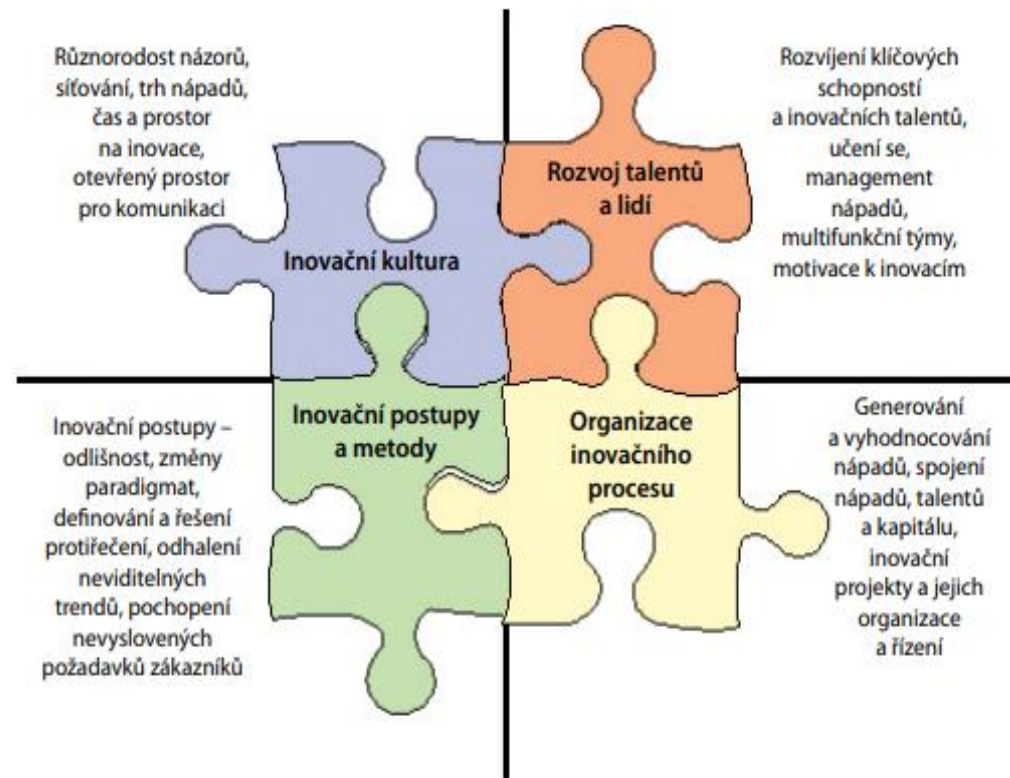 Různorodost názorů,
síťování, trh nápadů,
čas a prostor
na inovace,
otevřený prostor
pro komunikaci
Inovační kultura
Rozvoj talentů
a lidí
Rozvíjení klíčových
schopností
a inovačních talentů,
učení se,
management
nápadů,
multifunkční týmy,
motivace k inovacím
Inovační postupy –
odlišnost, změny
paradigmat,
definování a řešení
protiřečení, odhalení
neviditelných
trendů, pochopení
nevyslovených
požadavků zákazníků
Inovační postupy
a metody
Organizace
inovačního
procesu
Generování
a vyhodnocování
nápadů, spojení
nápadů, talentů
a kapitálu,
inovační
projekty a jejich
organizace
a řízení